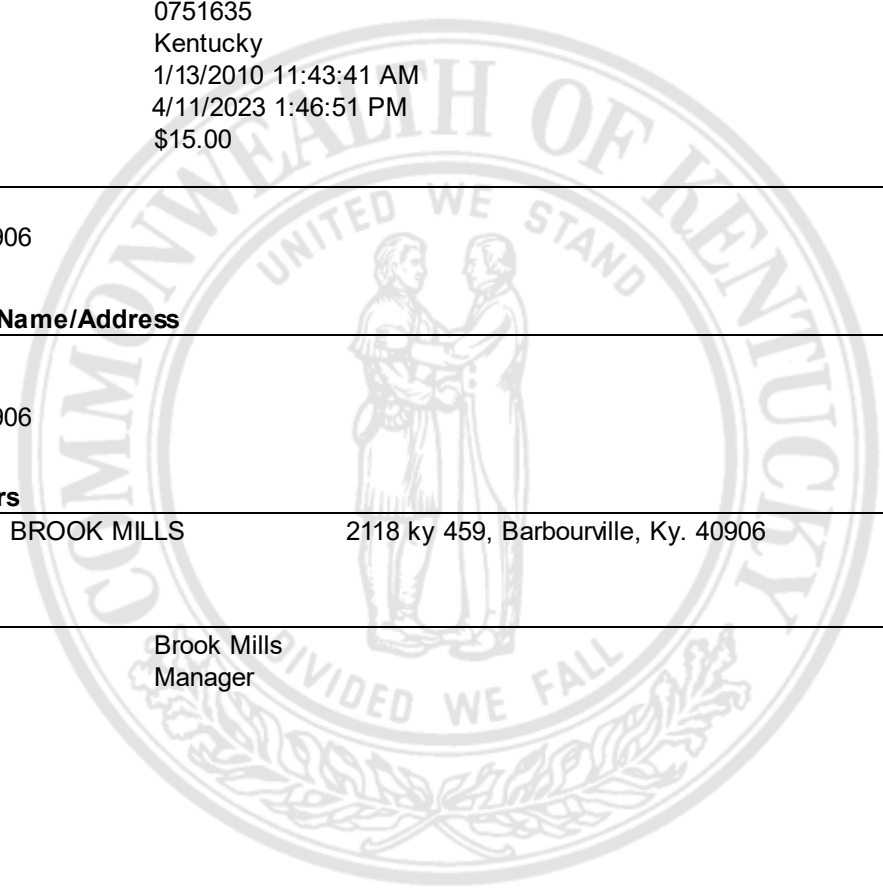 0751635
Kentucky
1/13/2010 11:43:41 AM
4/11/2023 1:46:51 PM
$15.00
906
Name/Address
906
rs
BROOK MILLS 2118 ky 459, Barbourville, Ky. 40906
Brook Mills
Manager
COMMONWEALTH OF KENTUCKY
UNITED WE STAND
DIVIDED WE FALL